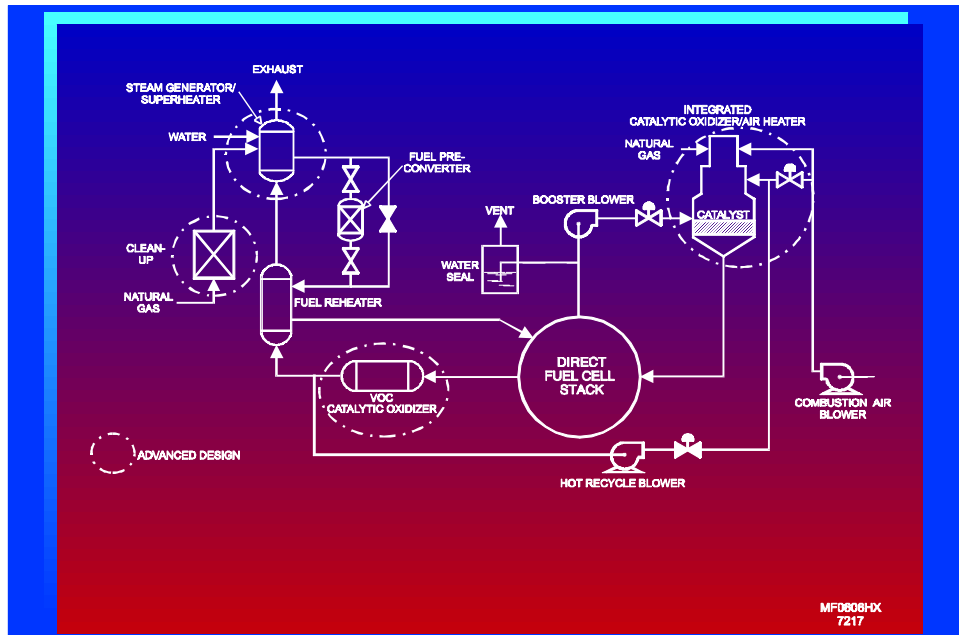 EXHAUST
STEAM GENERATOR/
SUPERHEATER
WATER
FUEL PRE-
CONVERTER
INTEGRATED
CATALYTIC OXIDIZER/AIR HEATER
NATURAL
GAS
BOOSTER BLOWER
CATALYST
VENT
CLEAN-
UP
WATER
SEAL
NATURAL
GAS
FUEL REHEATER
DIRECT
FUEL CELL
STACK
VOC
CATALYTIC OXIDIZER
COMBUSTION AIR
BLOWER
ADVANCED DESIGN
HOT RECYCLE BLOWER
MF0606HX
7217